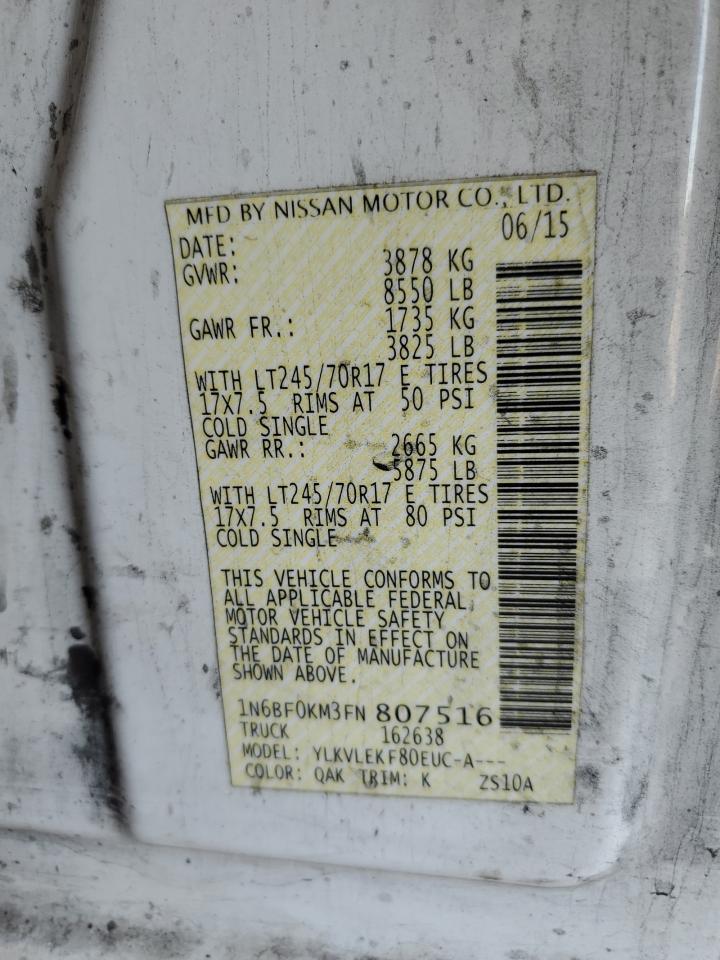 MFD BY NISSAN MOTOR CO., LTD.
DATE: 06/15
GVWR: 3878 KG
8550 LB
GAWR FR.: 1735 KG
3825 LB
WITH LT245/70R17 E TIRES
17X7.5 RIMS AT 50 PSI
COLD SINGLE
GAWR RR.: 2665 KG
5875 LB
WITH LT245/70R17 E TIRES
17X7.5 RIMS AT 80 PSI
COLD SINGLE
THIS VEHICLE CONFORMS TO
ALL APPLICABLE FEDERAL
MOTOR VEHICLE SAFETY
STANDARDS IN EFFECT ON
THE DATE OF MANUFACTURE
SHOWN ABOVE.
1N6BF0KM3FN 807516
TRUCK 162638
MODEL: YLKVLEKF80EUC-A---
COLOR: QAK TRIM: K ZS10A